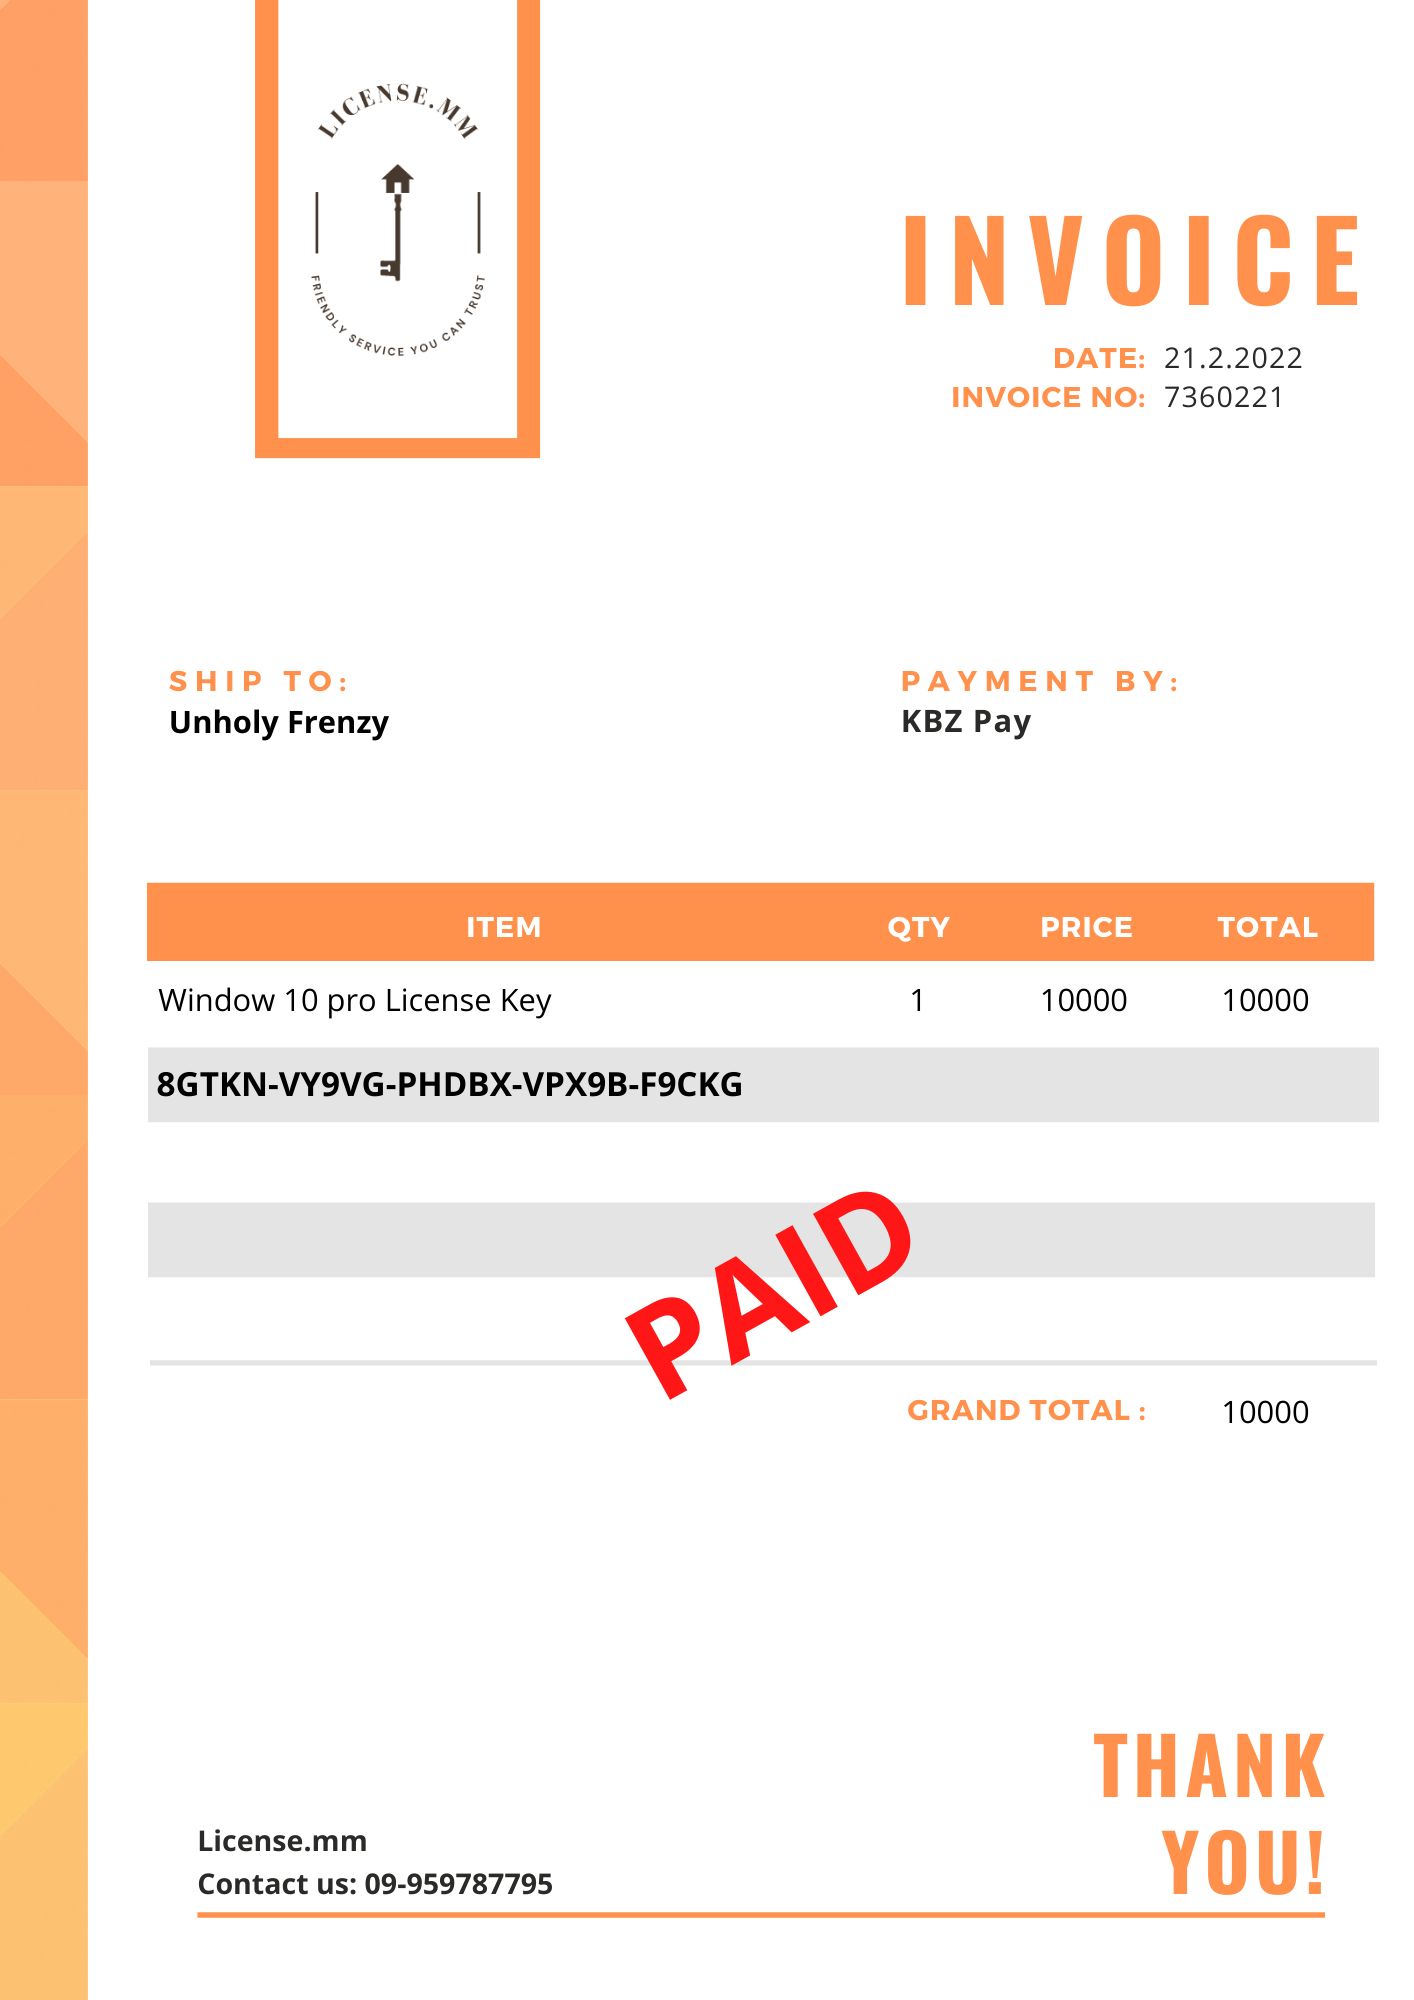 LICENSE.MM
FRIENDLY SERVICE YOU CAN TRUST
INVOICE
DATE: 21.2.2022
INVOICE NO: 7360221
SHIP TO:
Unholy Frenzy
PAYMENT BY:
KBZ Pay
ITEM QTY PRICE TOTAL
Window 10 pro License Key 1 10000 10000
8GTKN-VY9VG-PHDBX-VPX9B-F9CKG
PAID
GRAND TOTAL : 10000
THANK
YOU!
License.mm
Contact us: 09-959787795